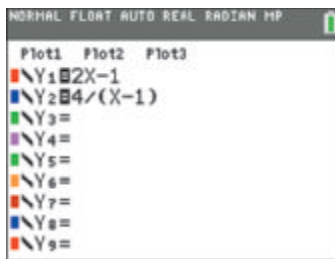 NORMAL FLOAT AUTO REAL RADIAN MP
Plot1 Plot2 Plot3
\Y₁=2X-1
\Y₂=4/(X-1)
\Y₃=
\Y₄=
\Y₅=
\Y₆=
\Y₇=
\Y₈=
\Y₉=